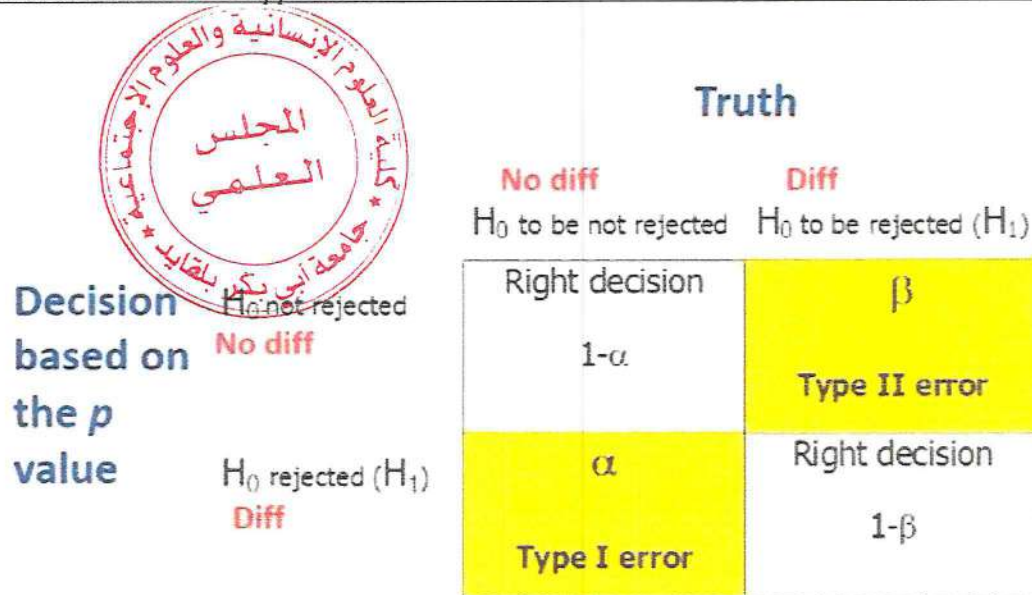 كلية العلوم الإنسانية والعلوم الإجتماعية
جامعة أبي بكر بلقايد
المجلس
العلمي
Truth
No diff
Diff
H₀ to be not rejected
H₀ to be rejected (H₁)
Decision
based on
the p
value
H₀ not rejected
No diff
Right decision
1-α
β
Type II error
H₀ rejected (H₁)
Diff
α
Type I error
Right decision
1-β